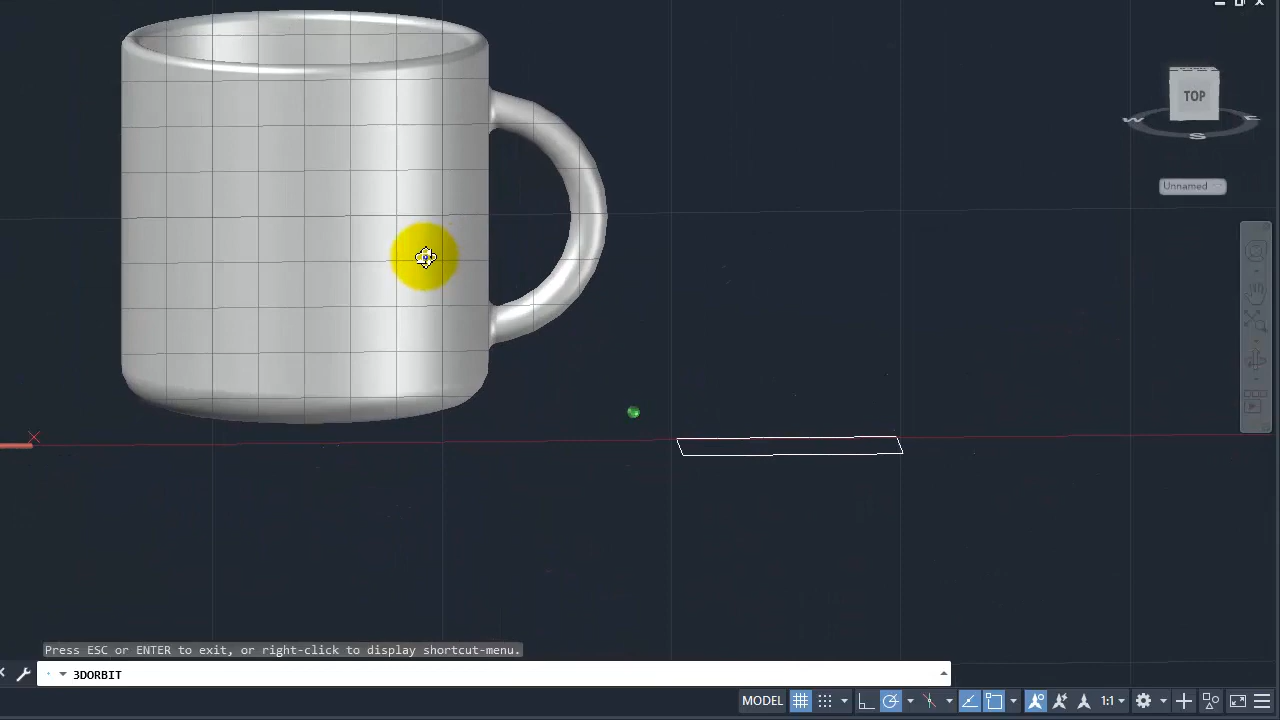 TOP
W
S
Unnamed
Press ESC or ENTER to exit, or right-click to display shortcut-menu.
3DORBIT
MODEL
1:1